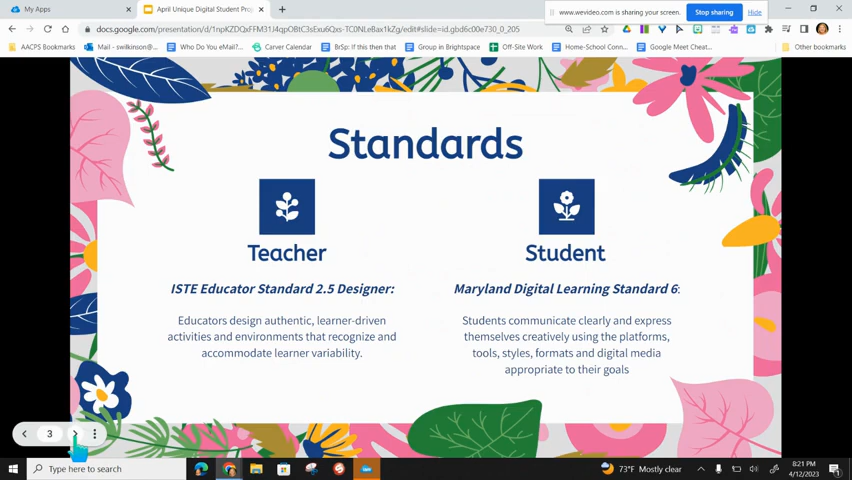 My Apps
April Unique Digital Student Pro
www.wevideo.com is sharing your screen.
Stop sharing
Hide
docs.google.com/presentation/d/1npKZDQxFFM31J4qpOBtC3sExu6Qxs-TC0NLeBax1kZg/edit#slide=id.gbd6c00e730_0_205
AACPS Bookmarks
Mail - swilkinson@...
Who Do You eMail?...
Carver Calendar
BrSp: If this then that
Group in Brightspace
Off-Site Work
Home-School Conn...
Google Meet Cheat...
Other bookmarks
Standards
Teacher
ISTE Educator Standard 2.5 Designer:
Educators design authentic, learner-driven
activities and environments that recognize and
accommodate learner variability.
Student
Maryland Digital Learning Standard 6:
Students communicate clearly and express
themselves creatively using the platforms,
tools, styles, formats and digital media
appropriate to their goals
3
Type here to search
73°F Mostly clear
8:21 PM
4/12/2023